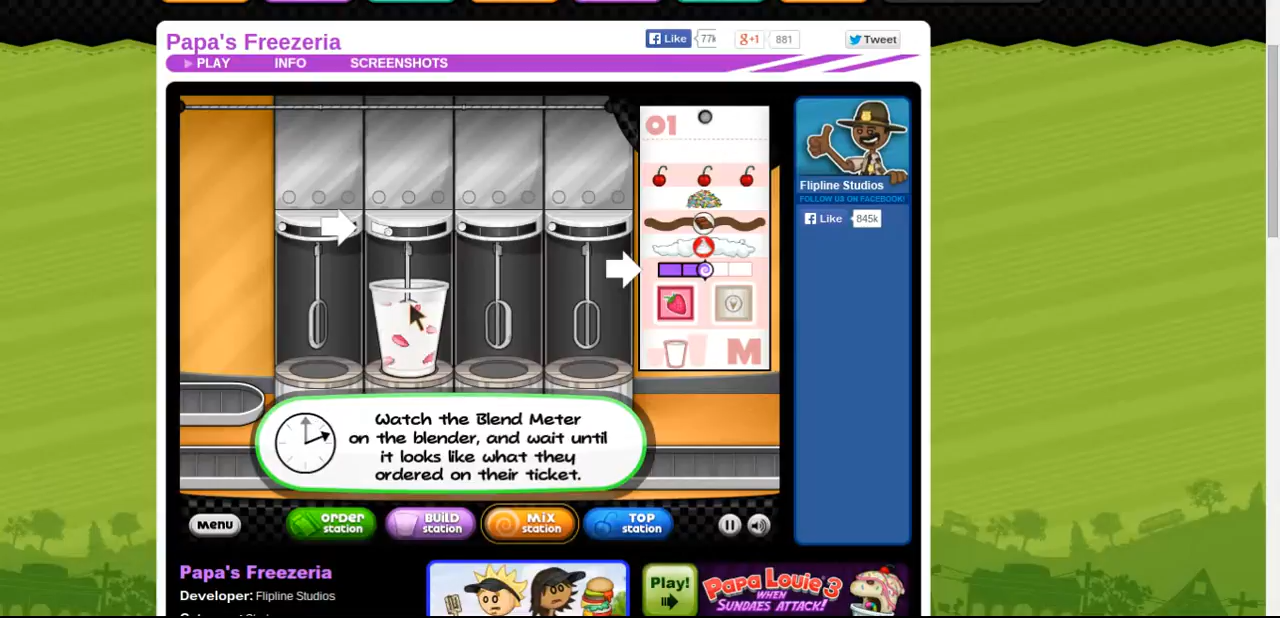 Papa's Freezeria
Like 77k
g+1 881
Tweet
PLAY INFO SCREENSHOTS
01
Flipline Studios
FOLLOW US ON FACEBOOK!
Like 845k
M
Watch the Blend Meter
on the blender, and wait until
it looks like what they
ordered on their ticket.
Menu
ORDER station
BUILD station
MIX station
TOP station
Papa's Freezeria
Developer: Flipline Studios
Play!
Papa Louie 3
WHEN
SUNDAES ATTACK!